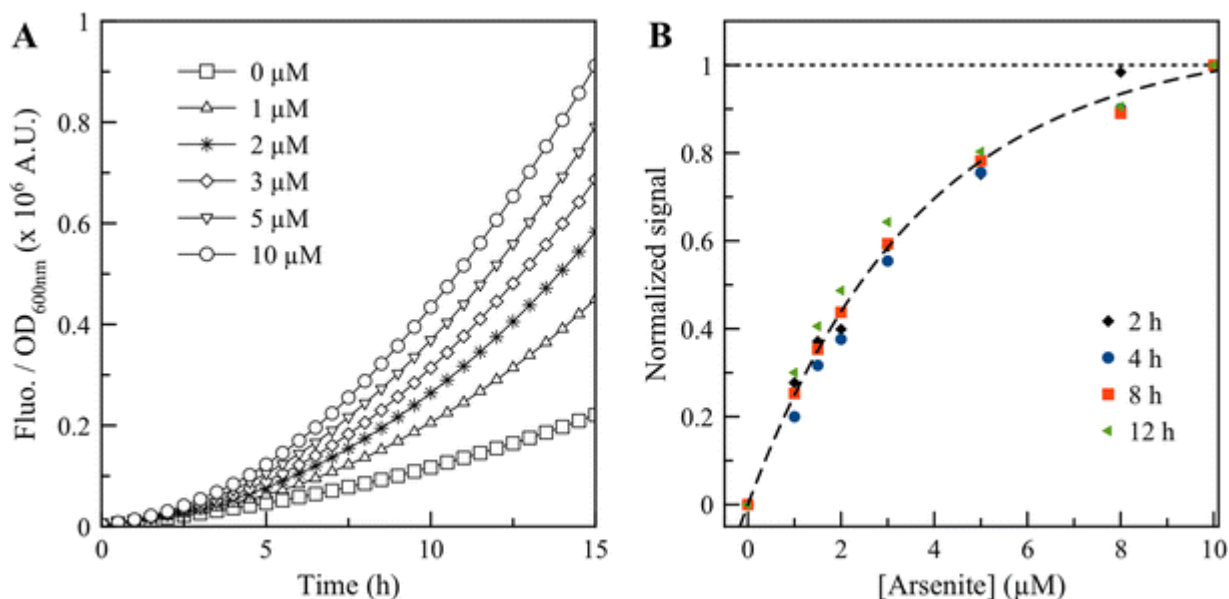 A
1
0.8
0.6
0.4
0.2
0
0
5
10
15
Fluo. / OD600nm (x 10⁶ A.U.)
Time (h)
0 µM
1 µM
2 µM
3 µM
5 µM
10 µM
B
1
0.8
0.6
0.4
0.2
0
0
2
4
6
8
10
Normalized signal
[Arsenite] (µM)
2 h
4 h
8 h
12 h